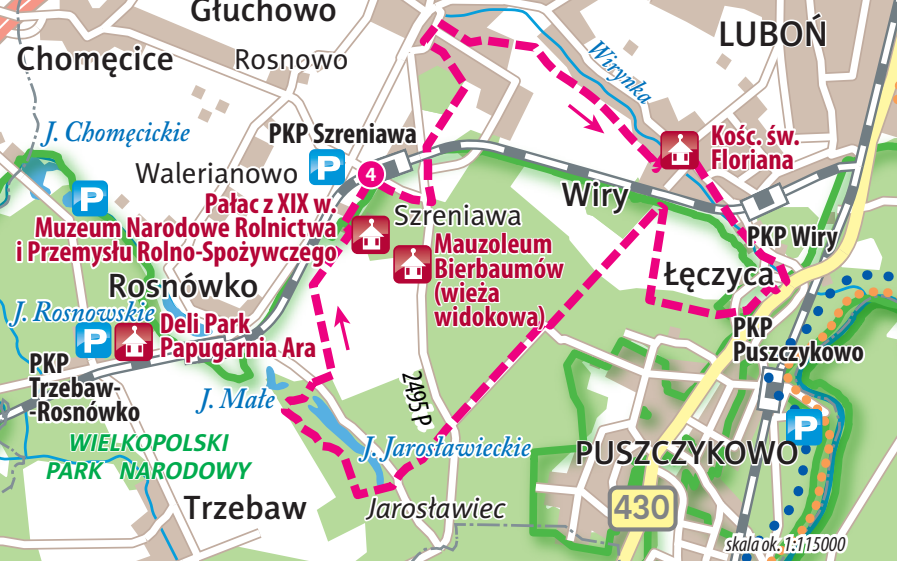 Głuchowo
LUBOŃ
Chomęcice
Rosnowo
Wirynka
J. Chomęcickie
PKP Szreniawa
Kośc. św.
Floriana
P
P
Walerianowo
4
Pałac z XIX w.
Muzeum Narodowe Rolnictwa
i Przemysłu Rolno-Spożywczego
Szreniawa
Wiry
Mauzoleum
Bierbaumów
(wieża
widokowa)
PKP Wiry
Łęczyca
Rosnówko
J. Rosnowskie
P
Deli Park
Papugarnia Ara
PKP
Puszczykowo
PKP
Trzebaw-
-Rosnówko
J. Małe
2495 P
WIELKOPOLSKI
PARK NARODOWY
J. Jarosławieckie
PUSZCZYKOWO
P
Trzebaw
Jarosławiec
430
skala ok. 1:115000